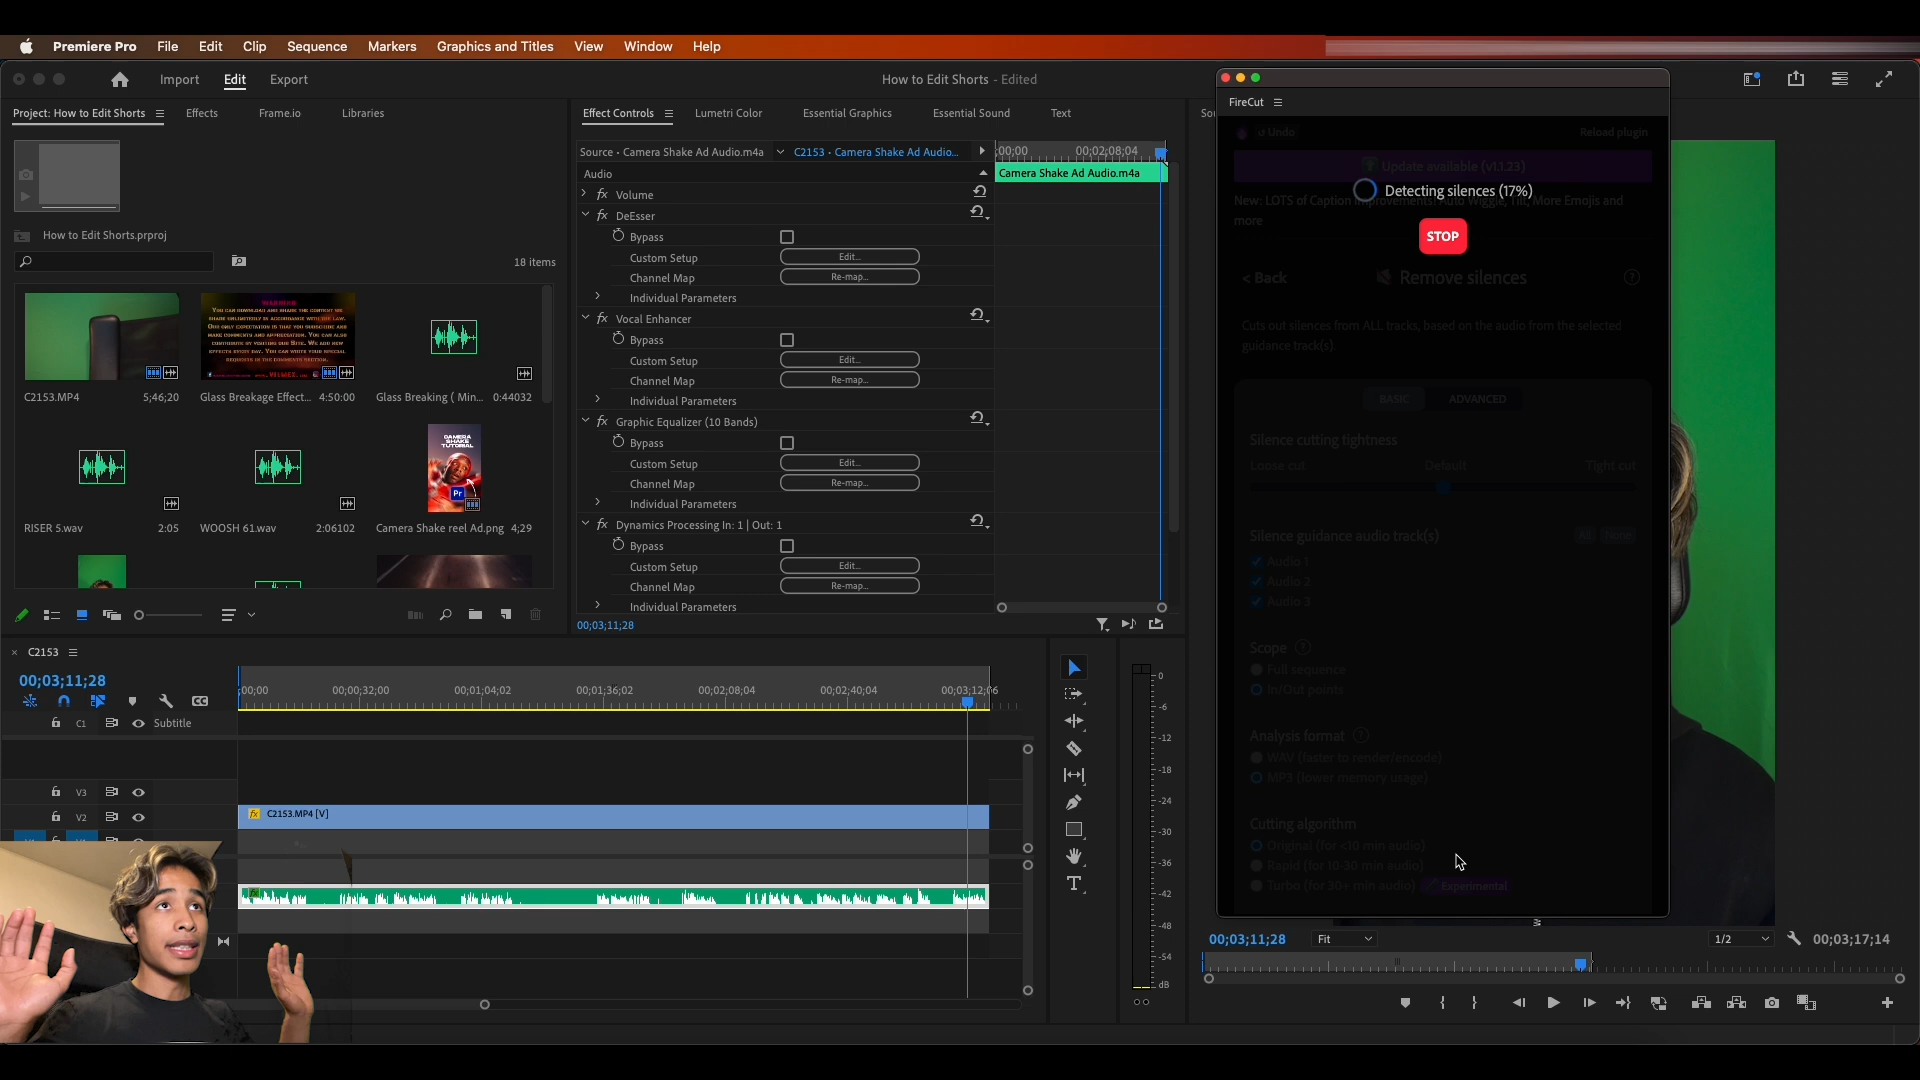 Premiere Pro File Edit Clip Sequence Markers Graphics and Titles View Window Help
Import Edit Export
How to Edit Shorts - Edited
Project: How to Edit Shorts Effects Frame.io Libraries
How to Edit Shorts.prproj
18 items
C2153.MP4 5;46;20
Glass Breakage Effect... 4:50:00
Glass Breaking ( Min... 0:44032
CAMERA
SHAKE
TUTORIAL
Pr
RISER 5.wav 2:05
WOOSH 61.wav 2:06102
Camera Shake reel Ad.png 4;29
Effect Controls Lumetri Color Essential Graphics Essential Sound Text
Source • Camera Shake Ad Audio.m4a C2153 • Camera Shake Ad Audio...
;00;00 00;02;08;04
Camera Shake Ad Audio.m4a
Audio
fx Volume
fx DeEsser
Bypass
Custom Setup Edit...
Channel Map Re-map...
Individual Parameters
fx Vocal Enhancer
Bypass
Custom Setup Edit...
Channel Map Re-map...
Individual Parameters
fx Graphic Equalizer (10 Bands)
Bypass
Custom Setup Edit...
Channel Map Re-map...
Individual Parameters
fx Dynamics Processing In: 1 | Out: 1
Bypass
Custom Setup Edit...
Channel Map Re-map...
Individual Parameters
00;03;11;28
FireCut
Undo Reload plugin
Update available (v1.1.23)
Detecting silences (17%)
New: LOTS of Caption Improvements! Auto Wiggle, Tilt, More Emojis and
more
STOP
< Back Remove silences
Cuts out silences from ALL tracks, based on the audio from the selected
guidance track(s).
BASIC ADVANCED
Silence cutting tightness
Loose cut Default Tight cut
Silence guidance audio track(s) All None
Audio 1
Audio 2
Audio 3
Scope
Full sequence
In/Out points
Analysis format
WAV (faster to render/encode)
MP3 (lower memory usage)
Cutting algorithm
Original (for <10 min audio)
Rapid (for 10-30 min audio)
Turbo (for 30+ min audio) Experimental
C2153
00;03;11;28
;00;00 00;00;32;00 00;01;04;02 00;01;36;02 00;02;08;04 00;02;40;04 00;03;12;06
C1 Subtitle
V3
V2
fx C2153.MP4 [V]
0
-6
-12
-18
-24
-30
-36
-42
-48
-54
dB
00;03;11;28 Fit 1/2 00;03;17;14